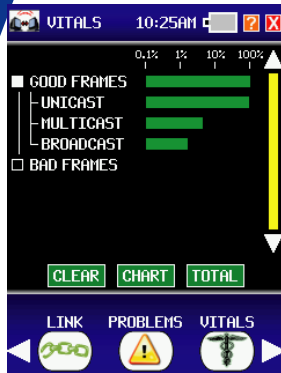 VITALS 10:25AM ? X
0.1% 1% 10% 100%
GOOD FRAMES
UNICAST
MULTICAST
BROADCAST
BAD FRAMES
CLEAR CHART TOTAL
LINK PROBLEMS VITALS